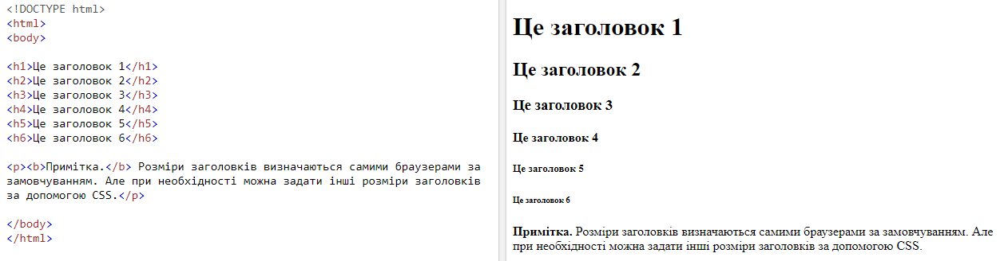 <!DOCTYPE html>
<html>
<body>
<h1>Це заголовок 1</h1>
<h2>Це заголовок 2</h2>
<h3>Це заголовок 3</h3>
<h4>Це заголовок 4</h4>
<h5>Це заголовок 5</h5>
<h6>Це заголовок 6</h6>
<p><b>Примітка.</b> Розміри заголовків визначаються самими браузерами за
замовчуванням. Але при необхідності можна задати інші розміри заголовків
за допомогою CSS.</p>
</body>
</html>
Це заголовок 1
Це заголовок 2
Це заголовок 3
Це заголовок 4
Це заголовок 5
Це заголовок 6
Примітка. Розміри заголовків визначаються самими браузерами за замовчуванням. Але
при необхідності можна задати інші розміри заголовків за допомогою CSS.